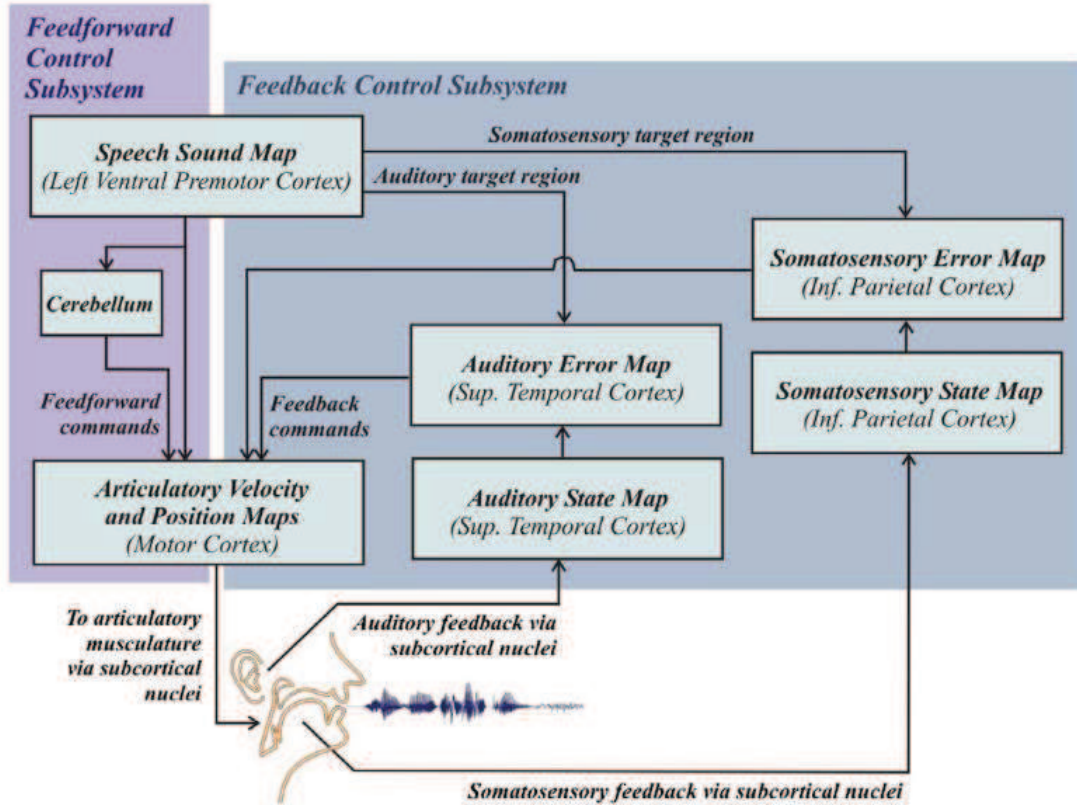 Feedforward
Control
Subsystem
Feedback Control Subsystem
Speech Sound Map
(Left Ventral Premotor Cortex)
Somatosensory target region
Auditory target region
Somatosensory Error Map
(Inf. Parietal Cortex)
Cerebellum
Auditory Error Map
(Sup. Temporal Cortex)
Somatosensory State Map
(Inf. Parietal Cortex)
Feedforward
commands
Feedback
commands
Articulatory Velocity
and Position Maps
(Motor Cortex)
Auditory State Map
(Sup. Temporal Cortex)
To articulatory
musculature
via subcortical
nuclei
Auditory feedback via
subcortical nuclei
Somatosensory feedback via subcortical nuclei